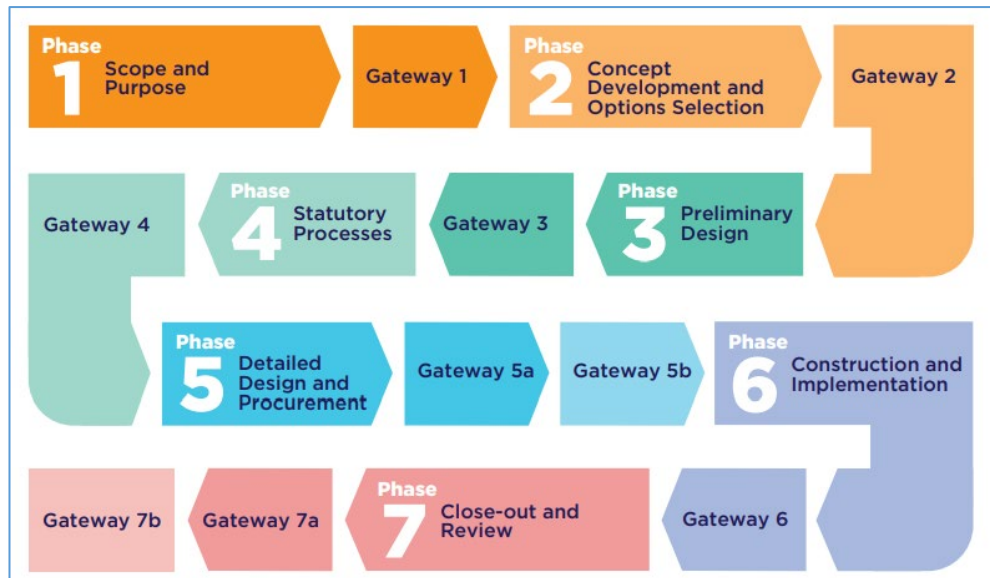 Phase
1
Scope and
Purpose
Gateway 1
Phase
2
Concept
Development and
Options Selection
Gateway 2
Phase
3
Preliminary
Design
Gateway 3
Phase
4
Statutory
Processes
Gateway 4
Phase
5
Detailed
Design and
Procurement
Gateway 5a
Gateway 5b
Phase
6
Construction and
Implementation
Gateway 6
Phase
7
Close-out and
Review
Gateway 7a
Gateway 7b